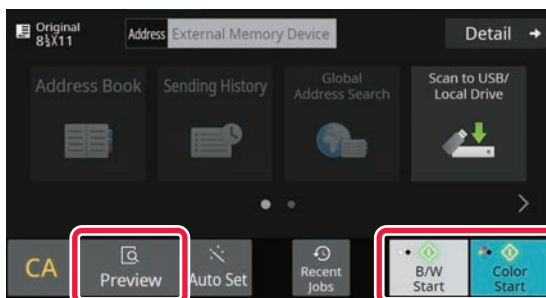 Original
8½X11
Address External Memory Device
Detail
Address Book
Sending History
Global
Address Search
Scan to USB/
Local Drive
CA
Preview
Auto Set
Recent
Jobs
B/W
Start
Color
Start